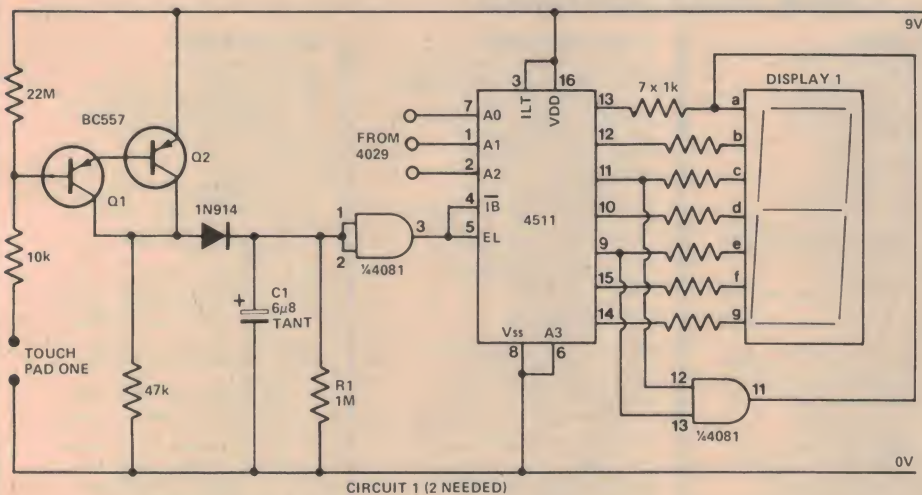 9V
22M
BC557
Q1
Q2
10k
TOUCH
PAD ONE
47k
1N914
+
C1
6μ8
TANT
R1
1M
1
2
3
¼4081
FROM
4029
7 A0
1 A1
2 A2
4 IB
5 EL
3 16
ILT VDD
4511
Vss A3
8 6
13
12
11
10
9
15
14
7 x 1k
DISPLAY 1
a
b
c
d
e
f
g
12
13
11
¼4081
0V
CIRCUIT 1 (2 NEEDED)